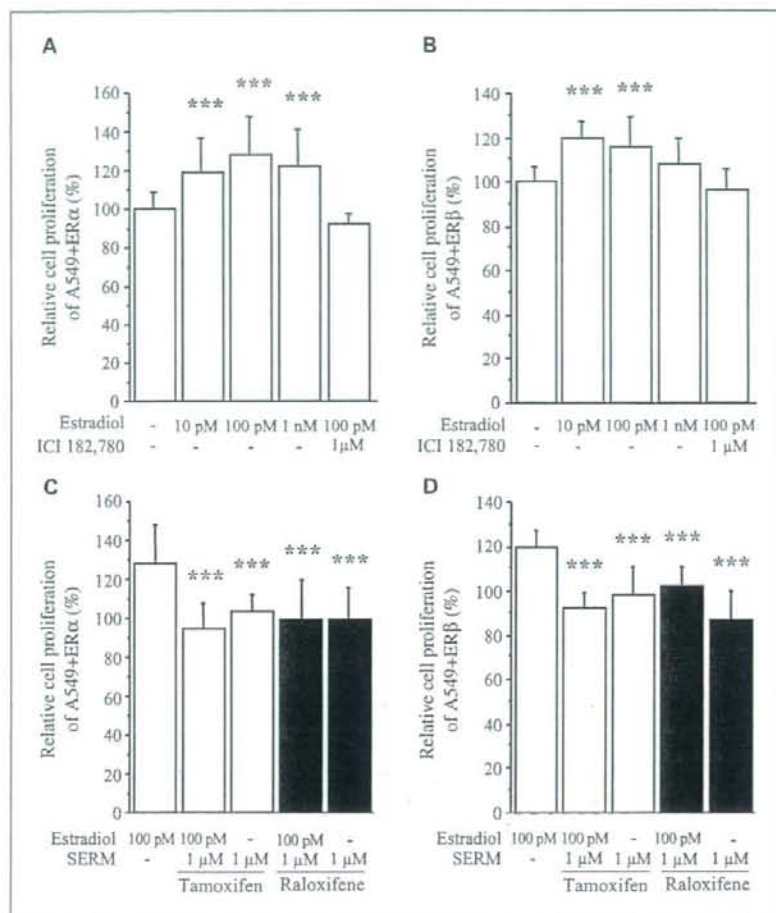 A
Relative cell proliferation
of A549+ERα (%)
160
140
120
100
80
60
40
20
0
***
***
***
Estradiol - 10 pM 100 pM 1 nM 100 pM
ICI 182,780 - - - - 1µM
B
Relative cell proliferation
of A549+ERβ (%)
160
140
120
100
80
60
40
20
0
***
***
Estradiol - 10 pM 100 pM 1 nM 100 pM
ICI 182,780 - - - - 1 µM
C
Relative cell proliferation
of A549+ERα (%)
160
140
120
100
80
60
40
20
0
***
***
***
***
Estradiol 100 pM 100 pM - 100 pM -
SERM - 1 µM 1 µM 1 µM 1 µM
Tamoxifen Raloxifene
D
Relative cell proliferation
of A549+ERβ (%)
140
120
100
80
60
40
20
0
***
***
***
***
Estradiol 100 pM 100 pM - 100 pM -
SERM - 1 µM 1 µM 1 µM 1 µM
Tamoxifen Raloxifene